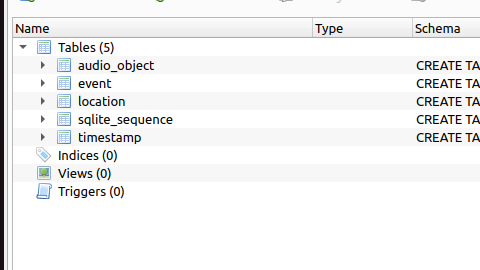 Name Type Schema
Tables (5)
audio_object CREATE TA
event CREATE TA
location CREATE TA
sqlite_sequence CREATE TA
timestamp CREATE TA
Indices (0)
Views (0)
Triggers (0)